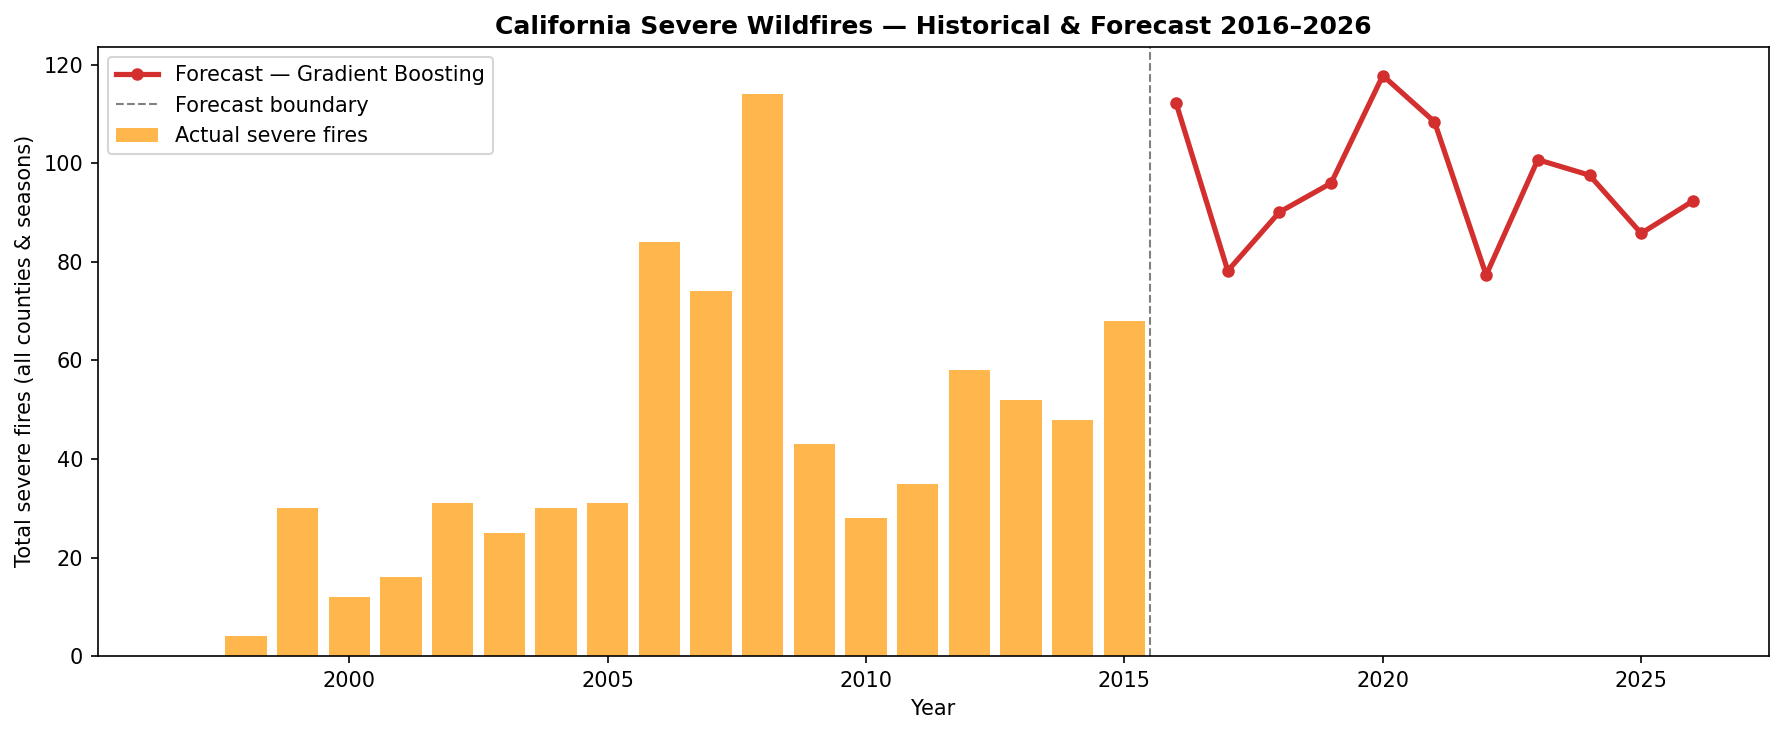 California Severe Wildfires — Historical & Forecast 2016–2026
Forecast — Gradient Boosting
Forecast boundary
Actual severe fires
Total severe fires (all counties & seasons)
120
100
80
60
40
20
0
2000
2005
2010
2015
2020
2025
Year